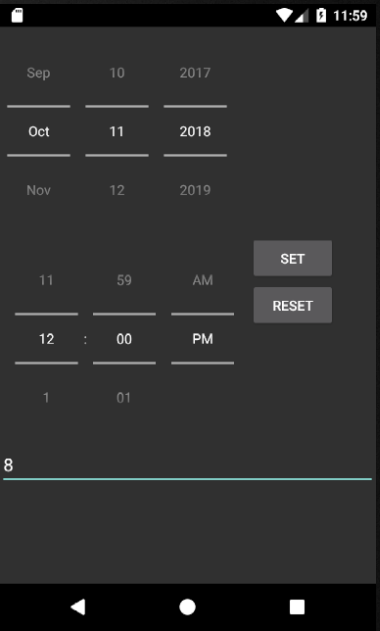 11:59
Sep 10 2017
Oct 11 2018
Nov 12 2019
SET
11 59 AM
RESET
12 : 00 PM
1 01
8